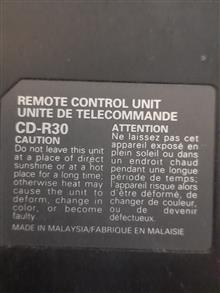 REMOTE CONTROL UNIT
UNITE DE TELECOMMANDE
CD-R30
CAUTION
Do not leave this unit
at a place of direct
sunshine or at a hot
place for a long time;
otherwise heat may
cause the unit to
deform, change in
color, or become
faulty.
ATTENTION
Ne laissez pas cet
appareil exposé en
plein soleil ou dans
un endroit chaud
pendant une longue
période de temps;
l'appareil risque alors
d'être déformé, de
changer de couleur,
ou de devenir
défectueux.
MADE IN MALAYSIA/FABRIQUE EN MALAISIE